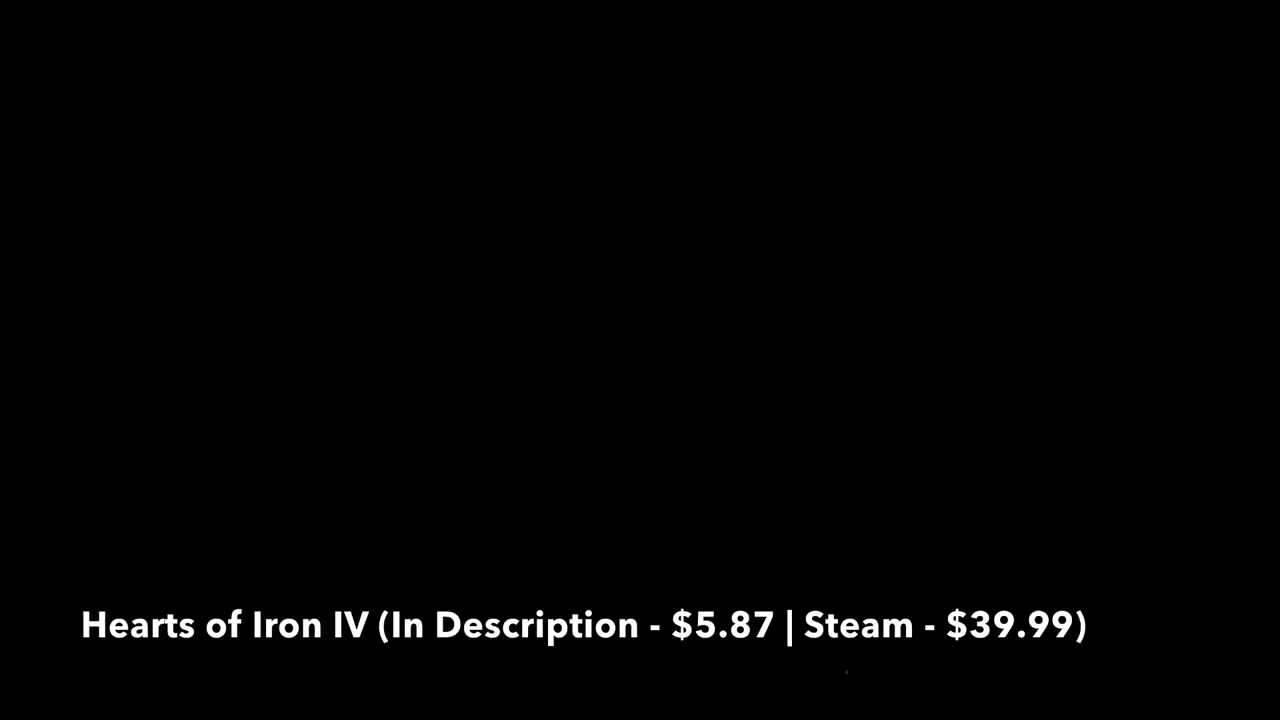 Hearts of Iron IV (In Description - $5.87 | Steam - $39.99)